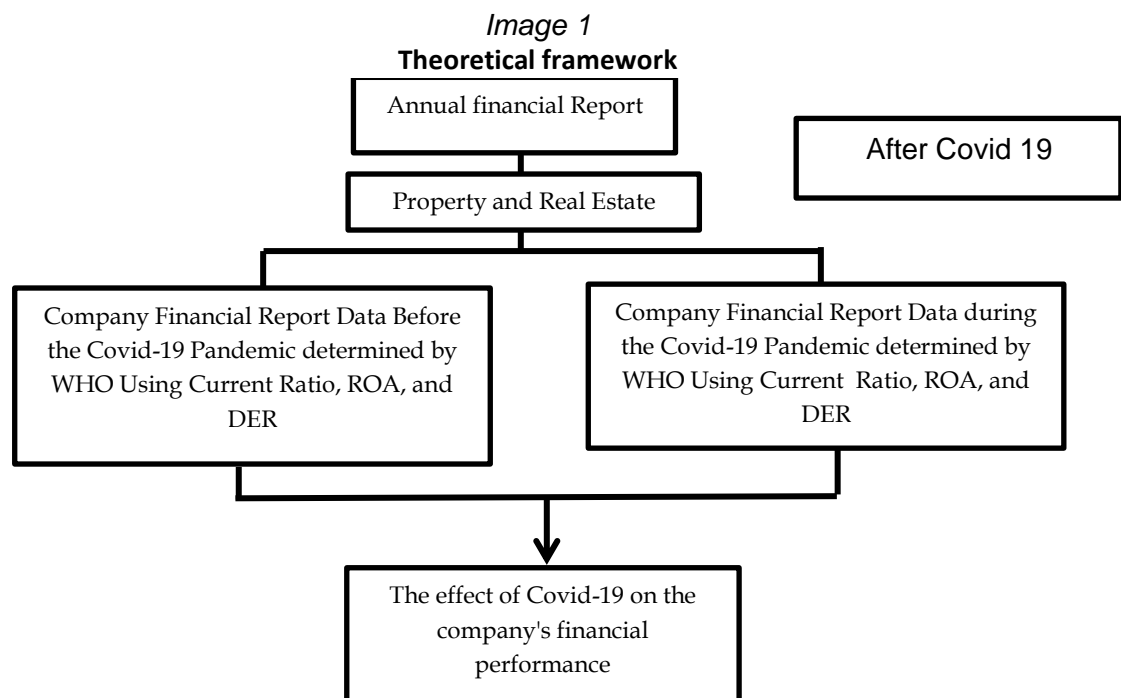 Image 1
Theoretical framework
Annual financial Report
After Covid 19
Property and Real Estate
Company Financial Report Data Before
the Covid-19 Pandemic determined by
WHO Using Current Ratio, ROA, and
DER
Company Financial Report Data during
the Covid-19 Pandemic determined by
WHO Using Current Ratio, ROA, and
DER
The effect of Covid-19 on the
company's financial
performance